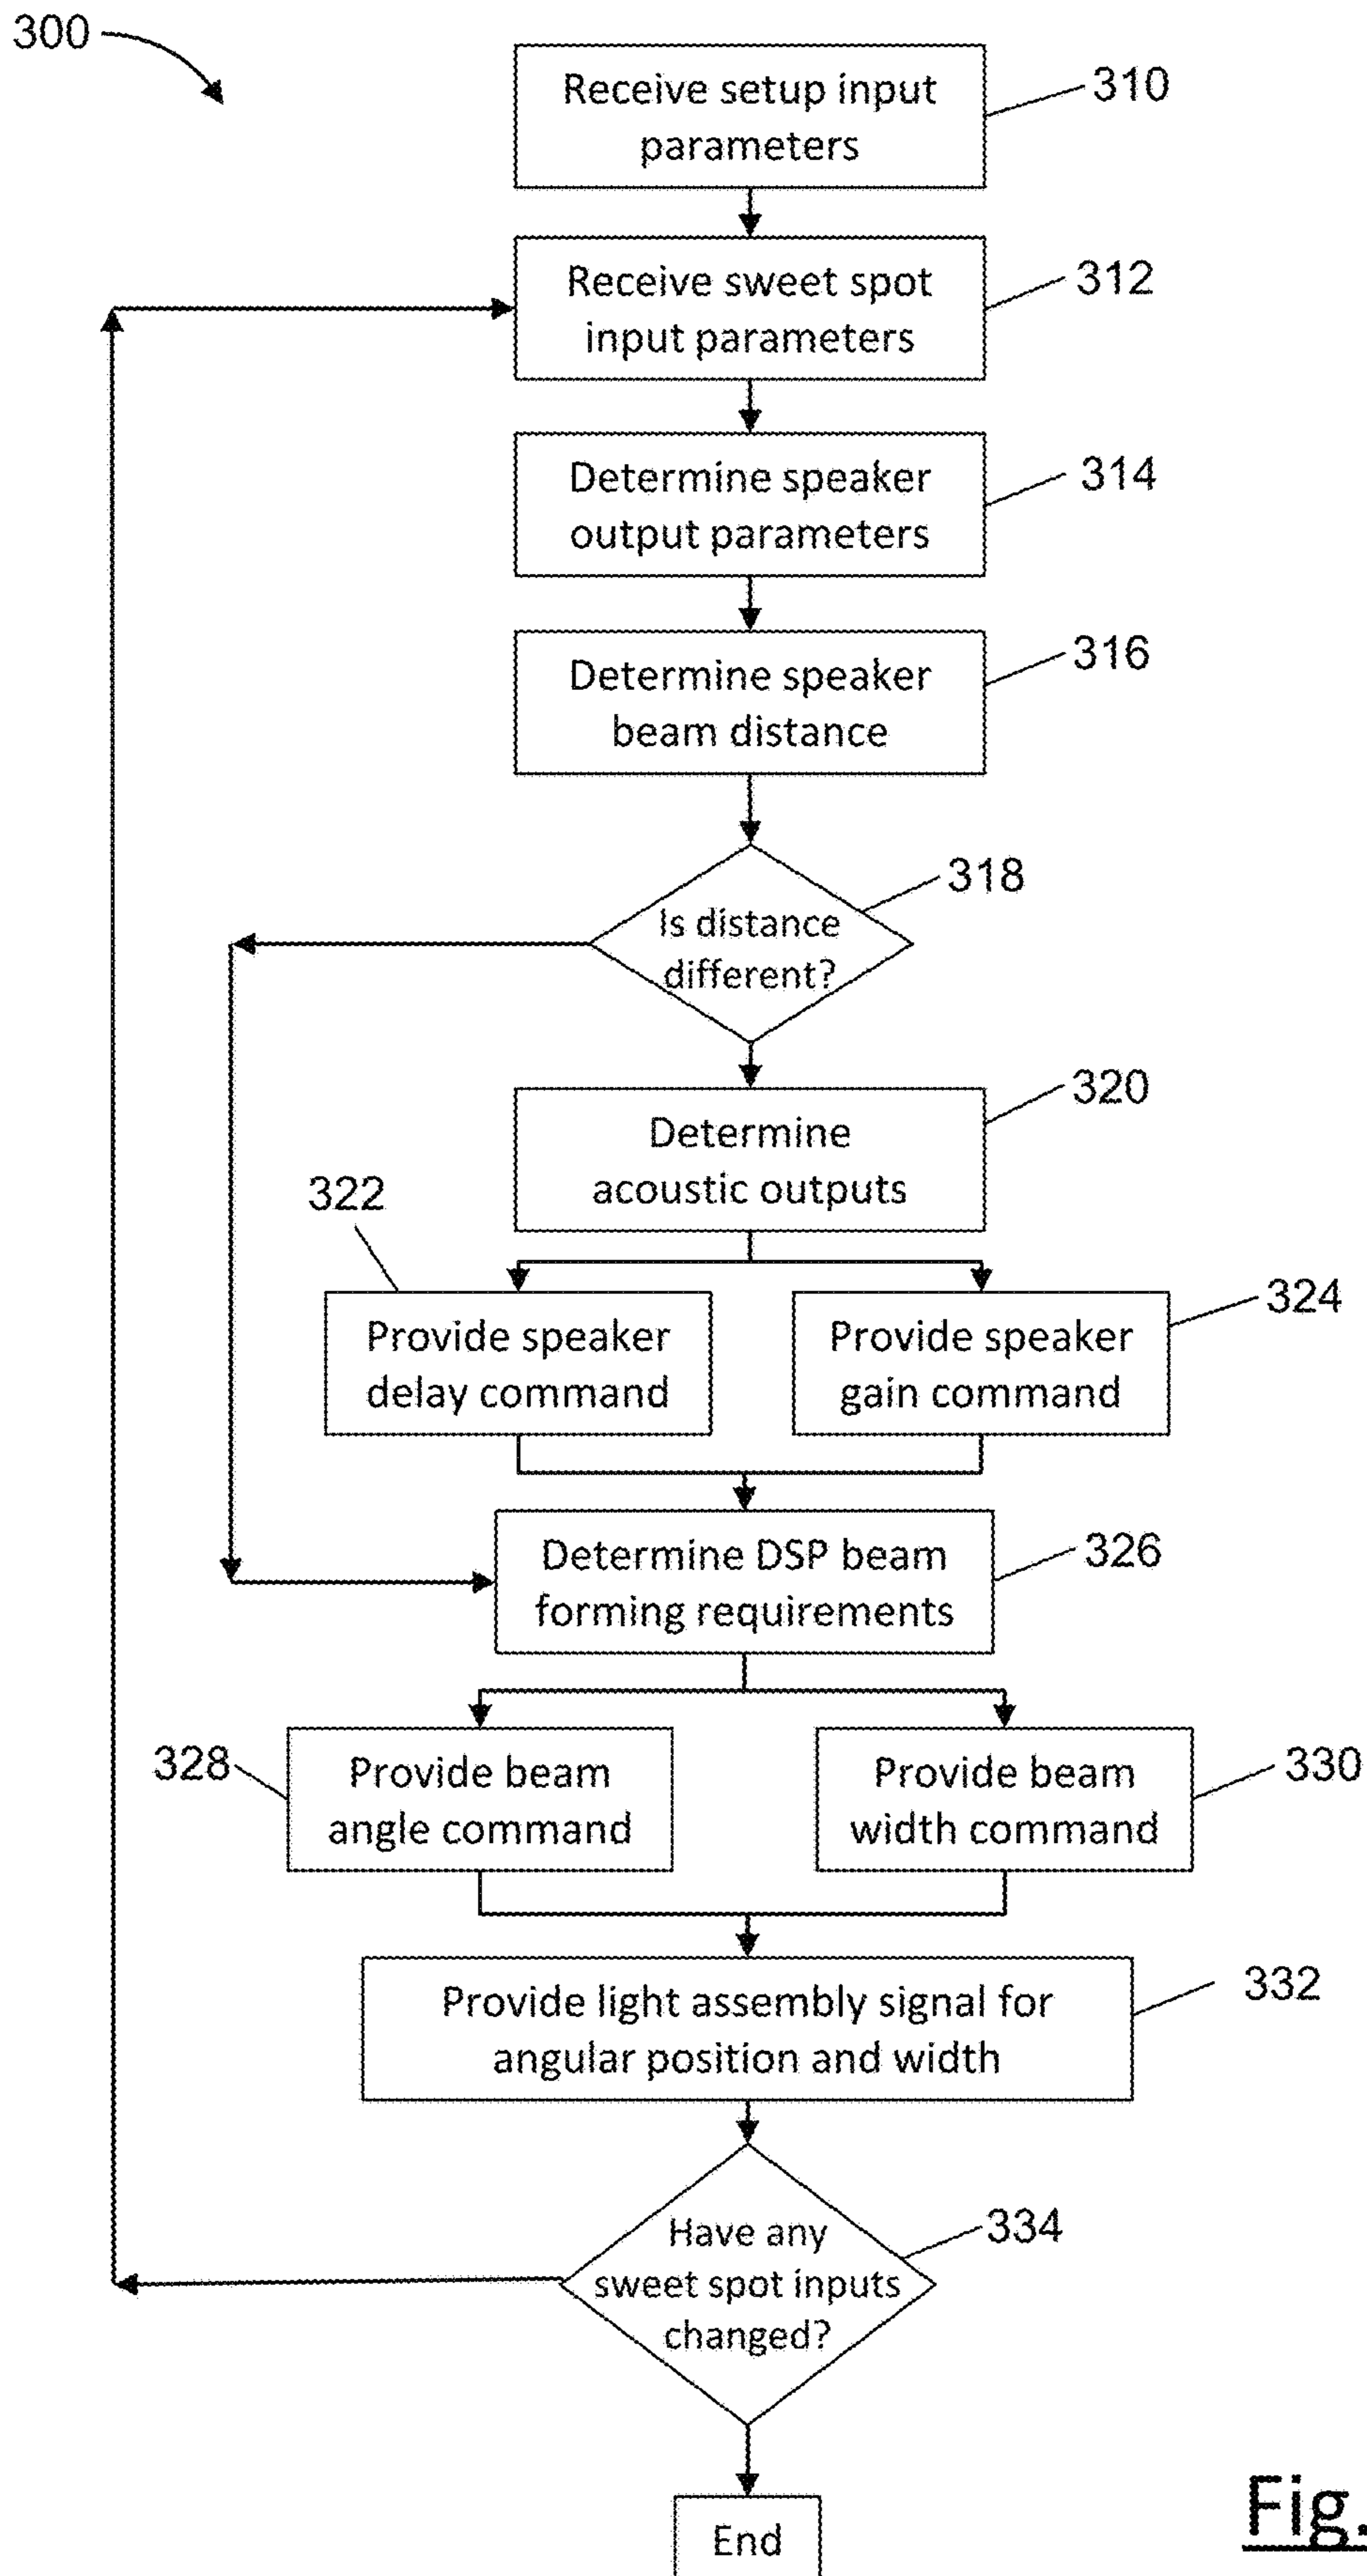 300
Receive setup input
parameters
310
Receive sweet spot
input parameters
312
Determine speaker
output parameters
314
Determine speaker
beam distance
316
Is distance
different?
318
Determine
acoustic outputs
320
322
Provide speaker
delay command
Provide speaker
gain command
324
Determine DSP beam
forming requirements
326
328
Provide beam
angle command
Provide beam
width command
330
Provide light assembly signal for
angular position and width
332
Have any
sweet spot inputs
changed?
334
End
Fig.